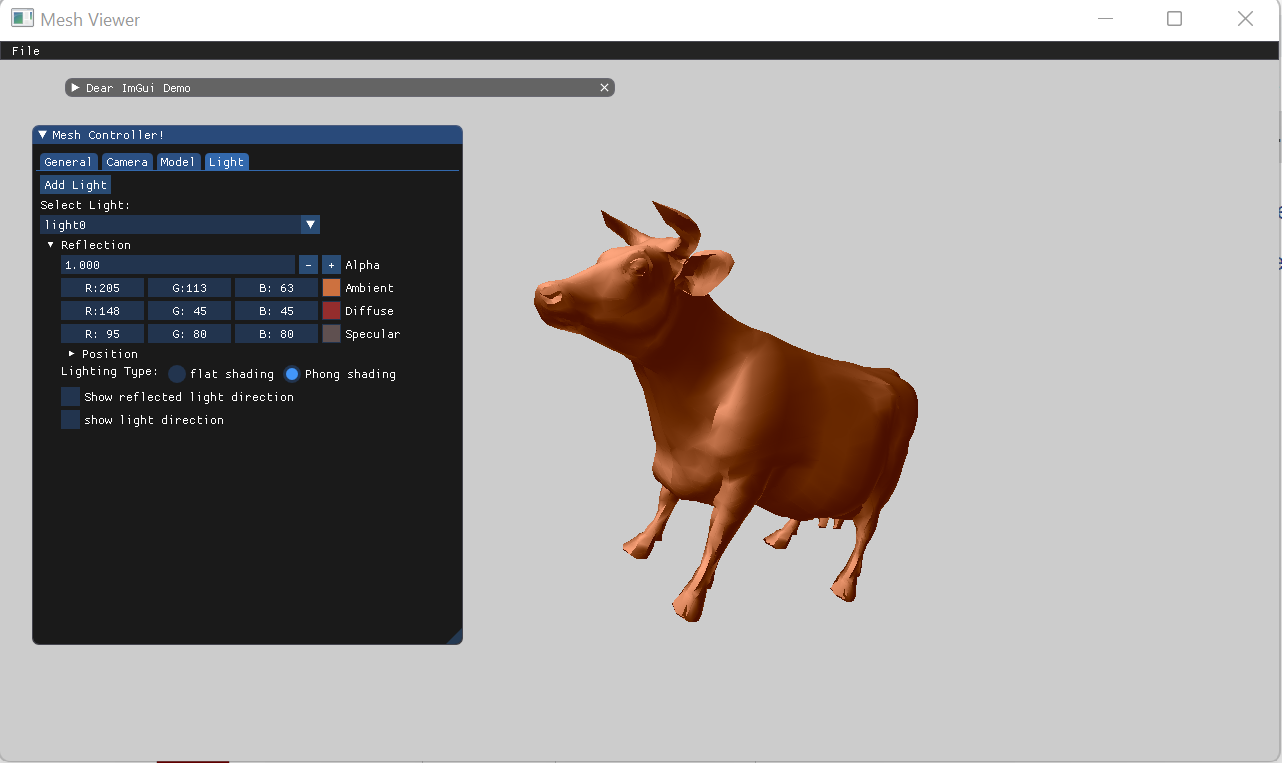 Mesh Viewer
File
Dear ImGui Demo
Mesh Controller!
General Camera Model Light
Add Light
Select Light:
light0
Reflection
1.000 - + Alpha
R:205 G:113 B: 63 Ambient
R:148 G: 45 B: 45 Diffuse
R: 95 G: 80 B: 80 Specular
Position
Lighting Type: flat shading Phong shading
Show reflected light direction
show light direction